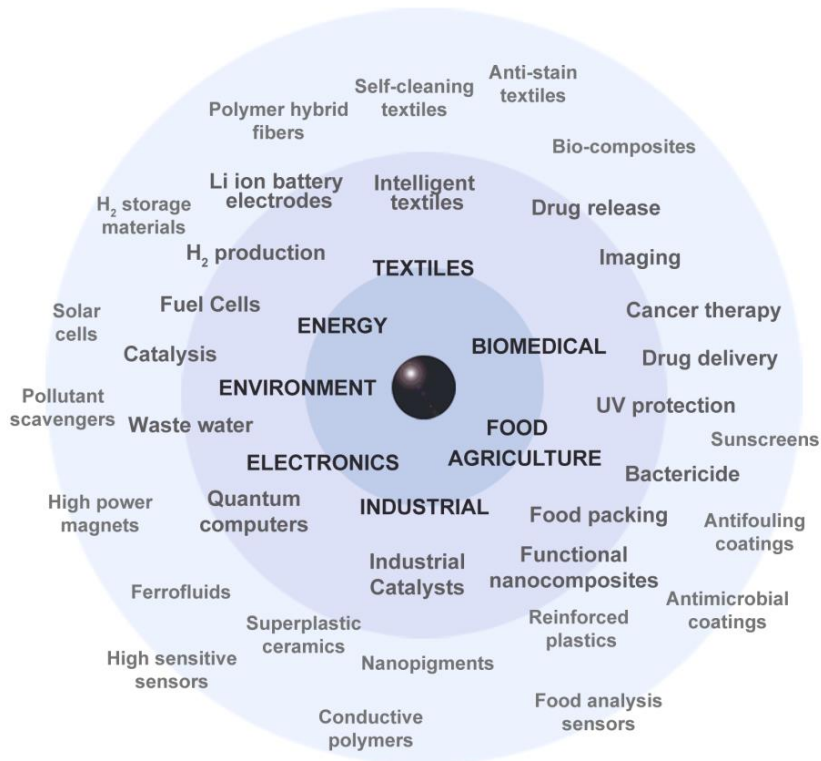 Self-cleaning
textiles
Anti-stain
textiles
Polymer hybrid
fibers
Bio-composites
Li ion battery
electrodes
Intelligent
textiles
H₂ storage
materials
Drug release
H₂ production
Imaging
TEXTILES
Solar
cells
Fuel Cells
ENERGY
Cancer therapy
Catalysis
BIOMEDICAL
Drug delivery
ENVIRONMENT
Pollutant
scavengers
UV protection
Waste water
FOOD
AGRICULTURE
Sunscreens
ELECTRONICS
Bactericide
High power
magnets
Quantum
computers
INDUSTRIAL
Food packing
Antifouling
coatings
Industrial
Catalysts
Functional
nanocomposites
Ferrofluids
Antimicrobial
coatings
Superplastic
ceramics
Reinforced
plastics
High sensitive
sensors
Nanopigments
Food analysis
sensors
Conductive
polymers